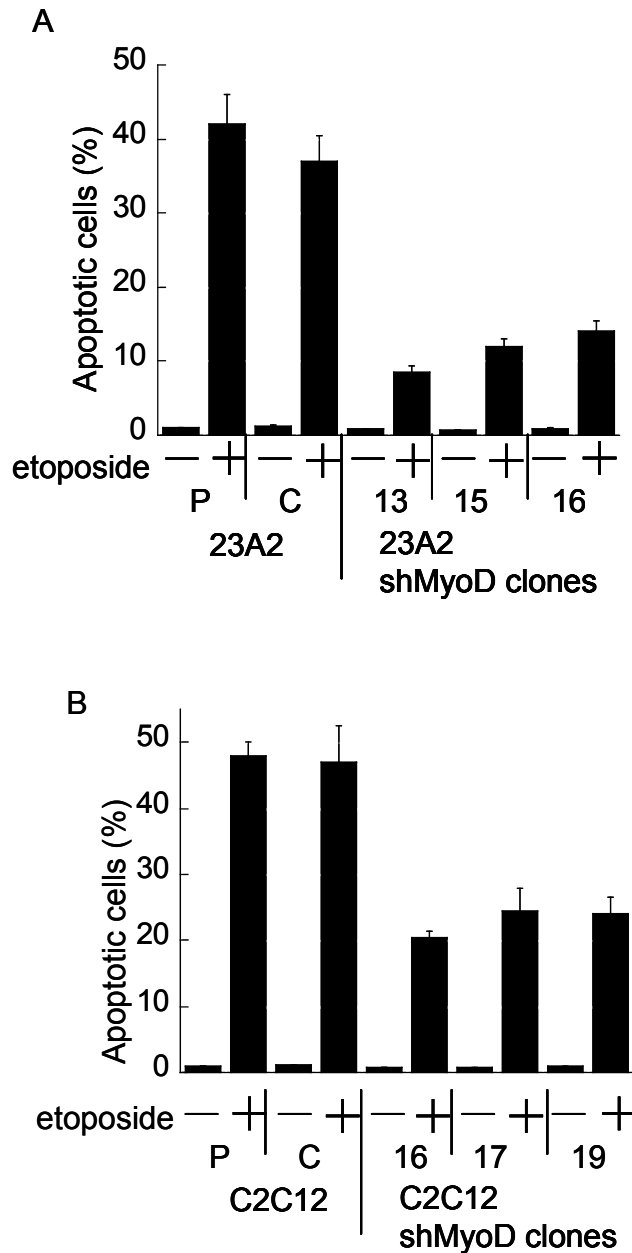 A
Apoptotic cells (%)
50
40
30
20
10
0
etoposide — + — + — + — + — +
P C 13 15 16
23A2 23A2
shMyoD clones
B
Apoptotic cells (%)
50
40
30
20
10
0
etoposide — + — + — + — + — +
P C 16 17 19
C2C12 C2C12
shMyoD clones